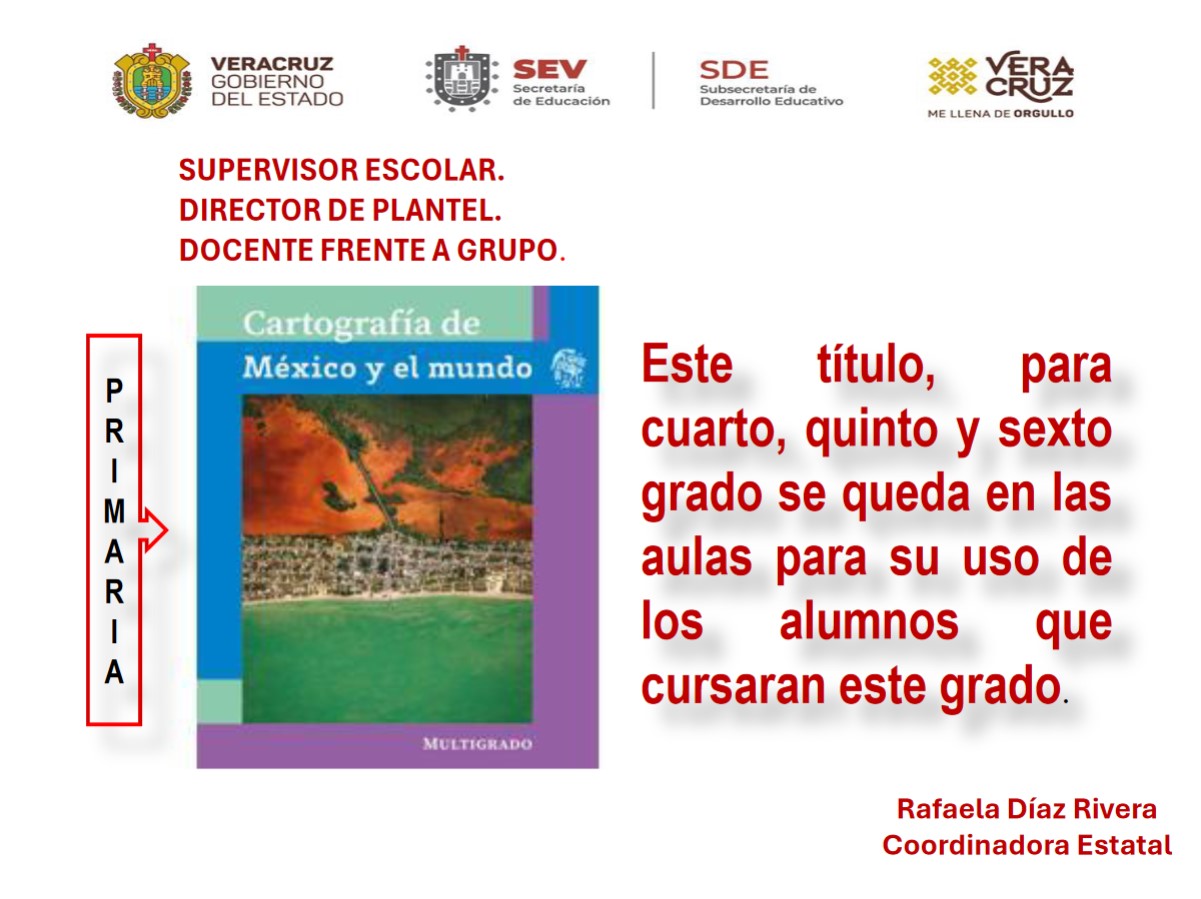 VERACRUZ
GOBIERNO
DEL ESTADO
SEV
Secretaría
de Educación
SDE
Subsecretaría de
Desarrollo Educativo
VERA
CRUZ
ME LLENA DE ORGULLO
SUPERVISOR ESCOLAR.
DIRECTOR DE PLANTEL.
DOCENTE FRENTE A GRUPO.
P
R
I
M
A
R
I
A
Cartografía de
México y el mundo
MULTIGRADO
Este título, para
cuarto, quinto y sexto
grado se queda en las
aulas para su uso de
los alumnos que
cursaran este grado.
Rafaela Díaz Rivera
Coordinadora Estatal